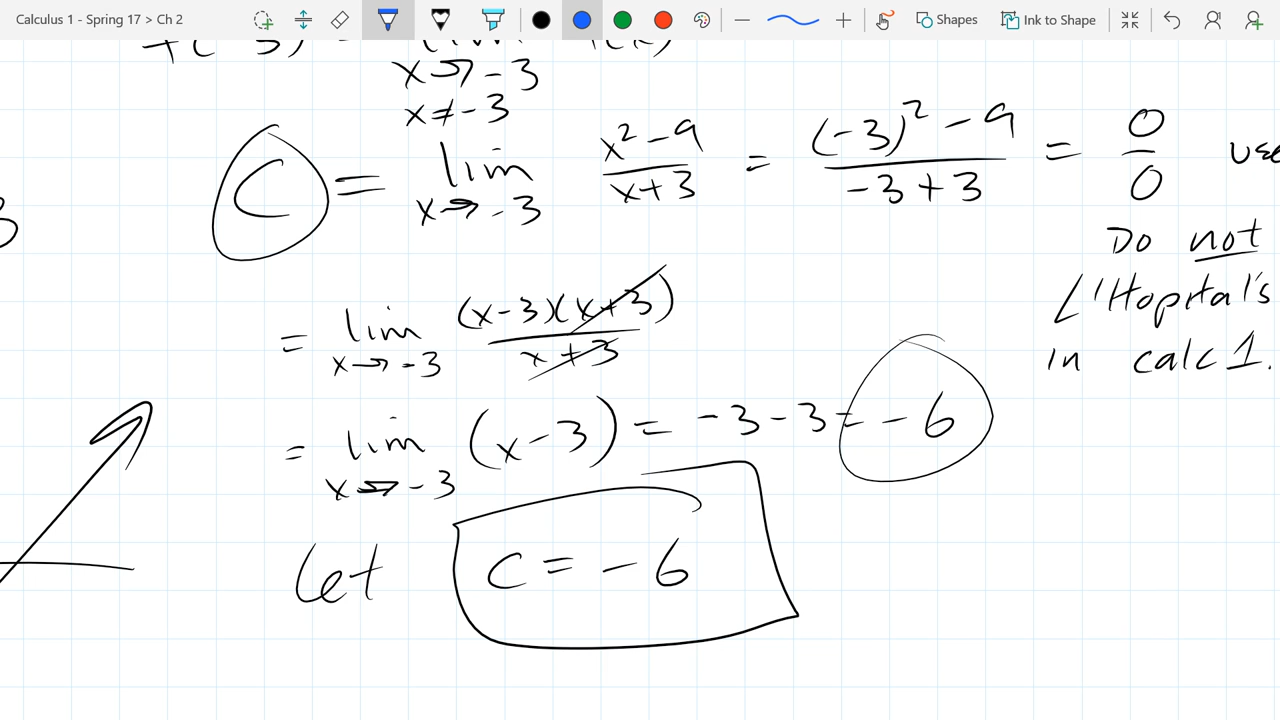 Calculus 1 - Spring 17 > Ch 2
Shapes
Ink to Shape
x → -3
x ≠ -3
C = lim x → -3 (x² - 9)/(x + 3) = ((-3)² - 9)/(-3 + 3) = 0/0 use
Do not
L'Hopital's
in calc 1.
= lim x → -3 (x-3)(x+3)/(x+3)
= lim x → -3 (x - 3) = -3 - 3 = -6
let C = -6